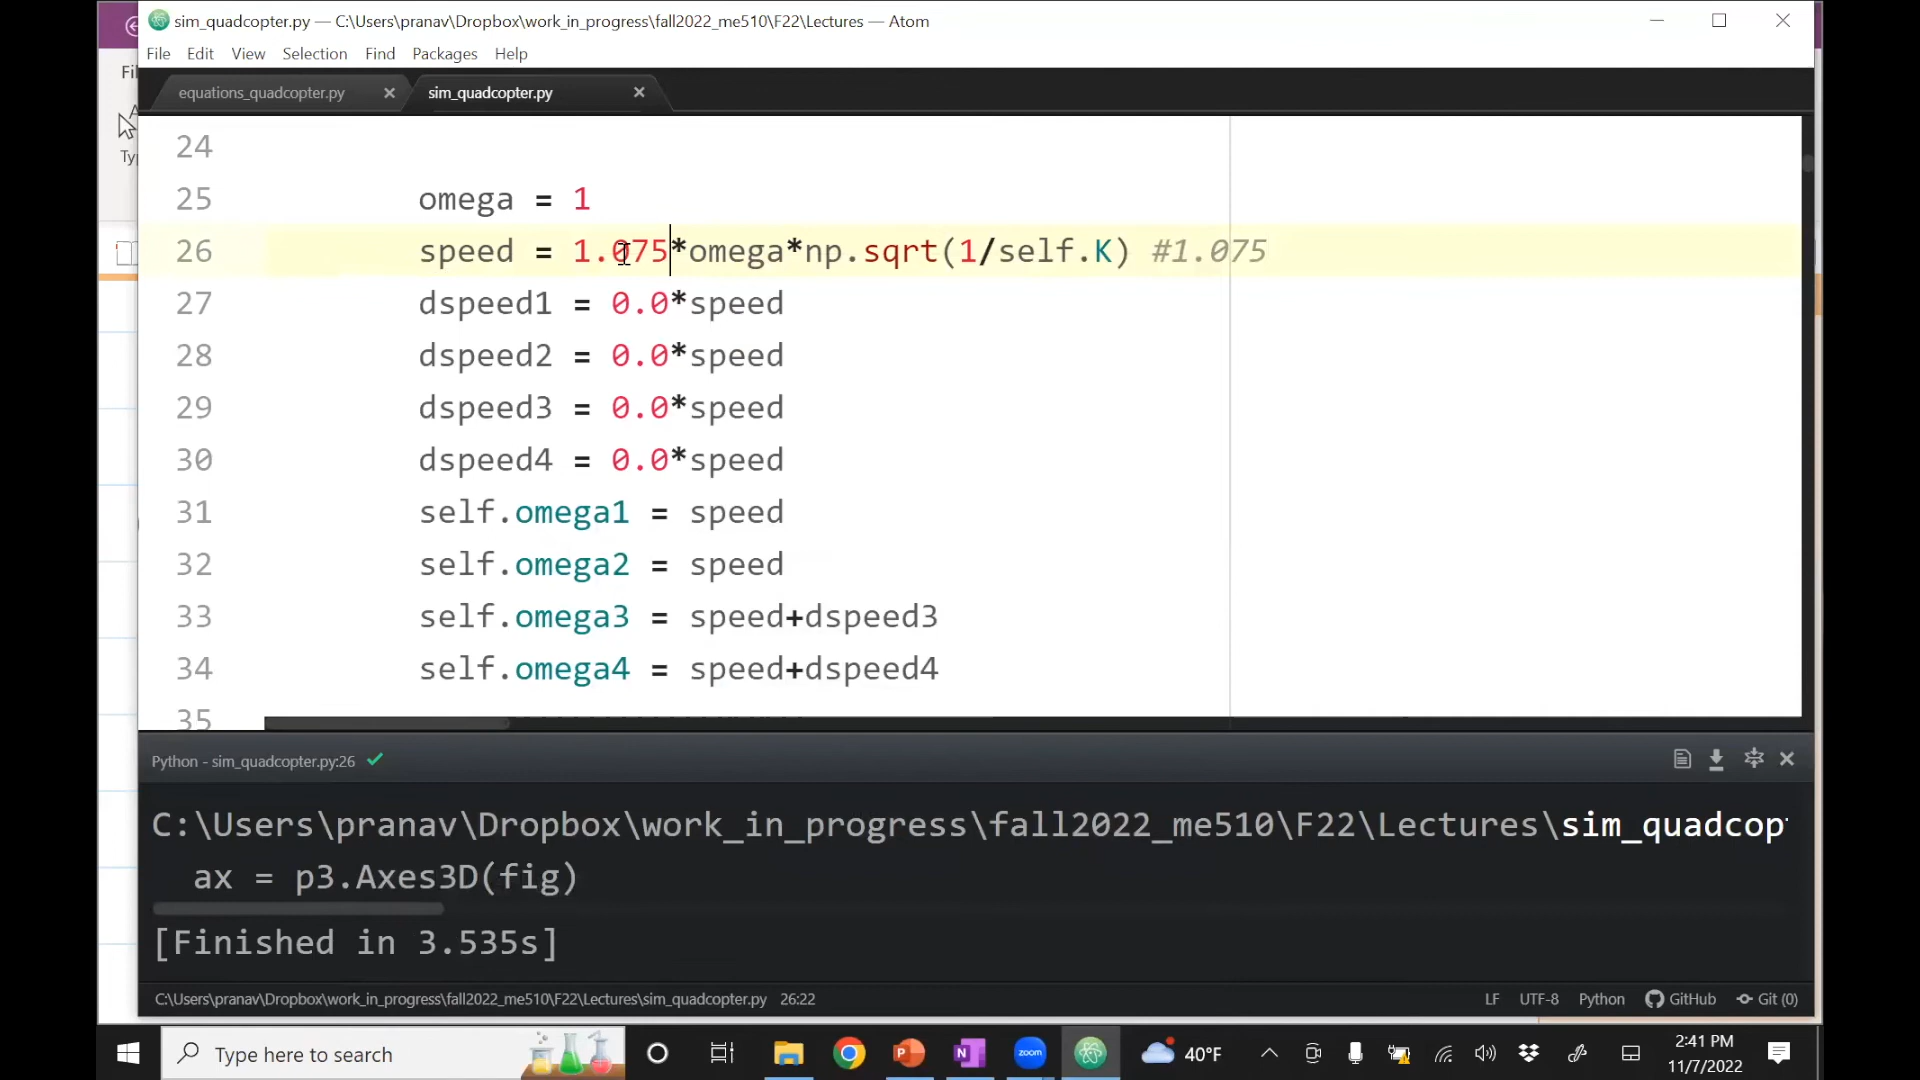 sim_quadcopter.py — C:\Users\pranav\Dropbox\work_in_progress\fall2022_me510\F22\Lectures — Atom
File Edit View Selection Find Packages Help
equations_quadcopter.py
sim_quadcopter.py
24
25 omega = 1
26 speed = 1.075*omega*np.sqrt(1/self.K) #1.075
27 dspeed1 = 0.0*speed
28 dspeed2 = 0.0*speed
29 dspeed3 = 0.0*speed
30 dspeed4 = 0.0*speed
31 self.omega1 = speed
32 self.omega2 = speed
33 self.omega3 = speed+dspeed3
34 self.omega4 = speed+dspeed4
35
Python - sim_quadcopter.py:26
C:\Users\pranav\Dropbox\work_in_progress\fall2022_me510\F22\Lectures\sim_quadcop
ax = p3.Axes3D(fig)
[Finished in 3.535s]
C:\Users\pranav\Dropbox\work_in_progress\fall2022_me510\F22\Lectures\sim_quadcopter.py 26:22 LF UTF-8 Python GitHub Git (0)
Type here to search
zoom
40°F
2:41 PM
11/7/2022